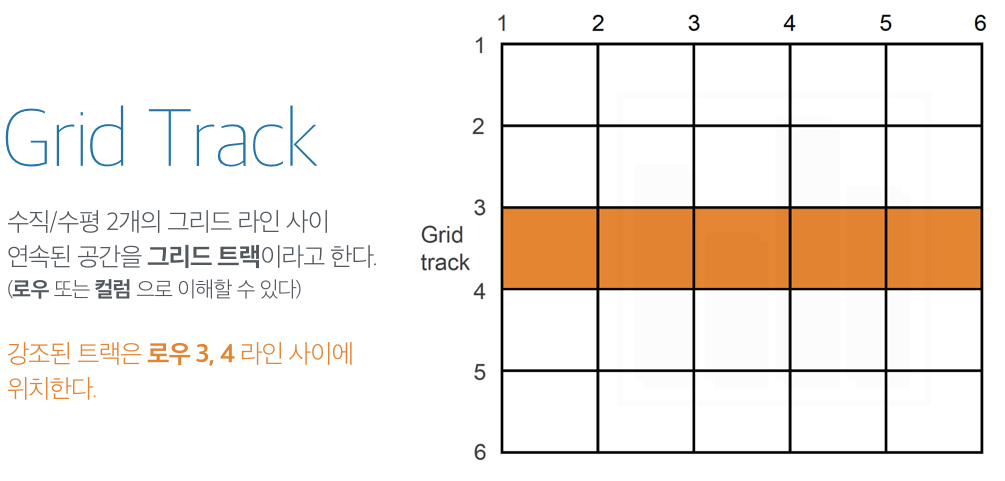 Grid Track
수직/수평 2개의 그리드 라인 사이
연속된 공간을 그리드 트랙이라고 한다.
(로우 또는 컬럼 으로 이해할 수 있다)
강조된 트랙은 로우 3, 4 라인 사이에
위치한다.
1 2 3 4 5 6
1
2
3
Grid
track
4
5
6